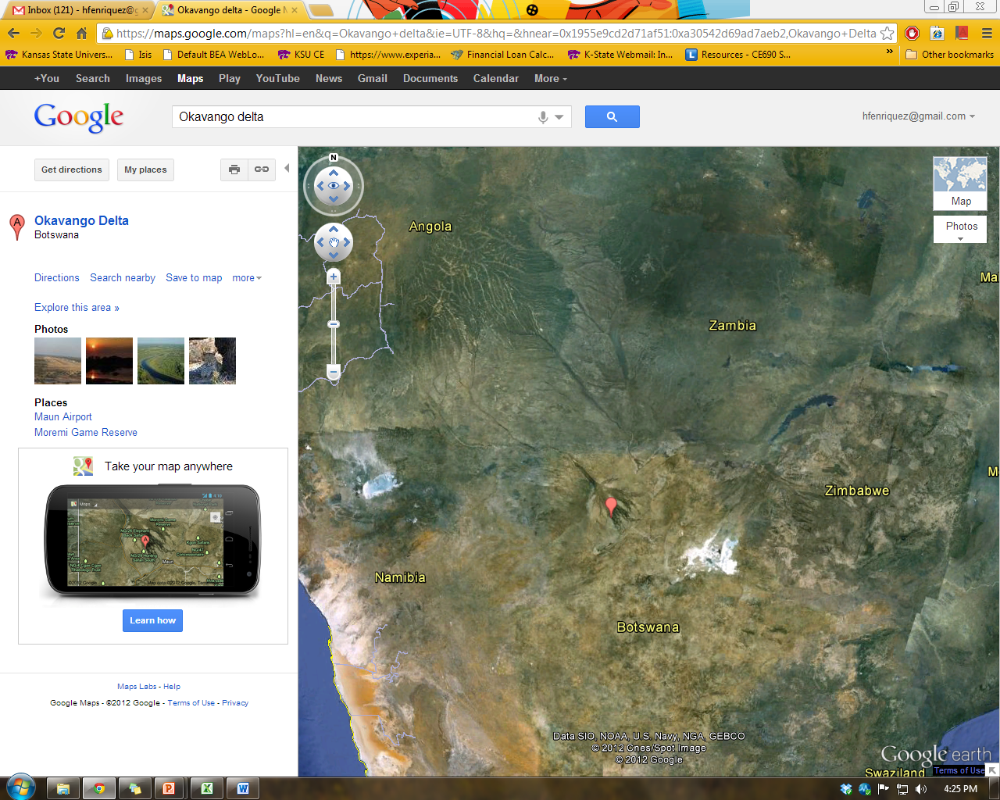 Inbox (121) - hfenriquez@g
Okavango delta - Google M
https://maps.google.com/maps?hl=en&q=Okavango+delta&ie=UTF-8&hq=&hnear=0x1955e9cd2d71af51:0xa30542d69ad7aeb2,Okavango+Delta
Kansas State Univers...
Isis
Default BEA WebLo...
KSU CE
https://www.experia...
Financial Loan Calc...
K-State Webmail: In...
Resources - CE690 S...
»
Other bookmarks
+You Search Images Maps Play YouTube News Gmail Documents Calendar More
Google
Okavango delta
hfenriquez@gmail.com
Get directions
My places
A
Okavango Delta
Botswana
Directions Search nearby Save to map more
Explore this area »
Photos
Places
Maun Airport
Moremi Game Reserve
Take your map anywhere
Maps
Maun
Learn how
Maps Labs - Help
Google Maps - ©2012 Google - Terms of Use - Privacy
N
Map
Photos
Angola
Mal
Zambia
M
Zimbabwe
Namibia
Botswana
Data SIO, NOAA, U.S. Navy, NGA, GEBCO
© 2012 Cnes/Spot Image
© 2012 Google
Google earth
Swaziland
Terms of Use
4:25 PM